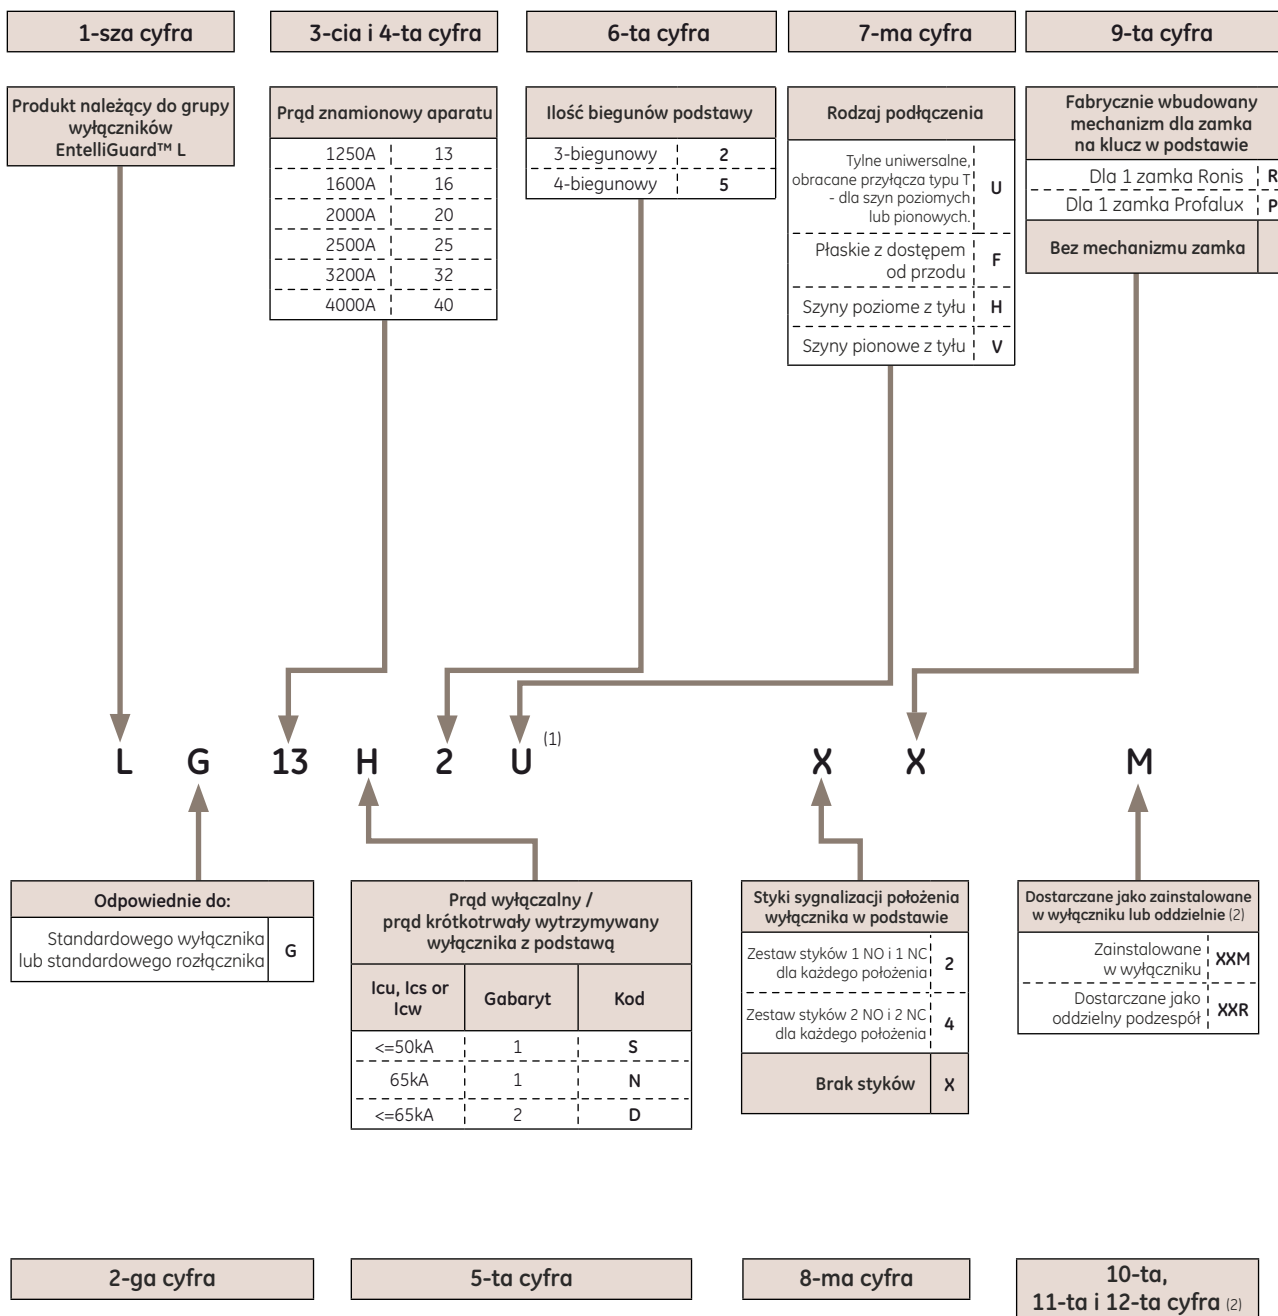 1-sza cyfra
3-cia i 4-ta cyfra
6-ta cyfra
7-ma cyfra
9-ta cyfra
Produkt należący do grupy
wyłączników
EntelliGuard™ L
Prąd znamionowy aparatu
1250A 13
1600A 16
2000A 20
2500A 25
3200A 32
4000A 40
Ilość biegunów podstawy
3-biegunowy 2
4-biegunowy 5
Rodzaj podłączenia
Tylne uniwersalne,
obracane przyłącza typu T
- dla szyn poziomych
lub pionowych.
U
Płaskie z dostępem
od przodu
F
Szyny poziome z tyłu H
Szyny pionowe z tyłu V
Fabrycznie wbudowany
mechanizm dla zamka
na klucz w podstawie
Dla 1 zamka Ronis R
Dla 1 zamka Profalux P
Bez mechanizmu zamka
L G 13 H 2 U (1) X X M
Odpowiednie do:
Standardowego wyłącznika
lub standardowego rozłącznika
G
Prąd wyłączalny /
prąd krótkotrwały wytrzymywany
wyłącznika z podstawą
Icu, Ics or
Icw
Gabaryt
Kod
<=50kA 1 S
65kA 1 N
<=65kA 2 D
Styki sygnalizacji położenia
wyłącznika w podstawie
Zestaw styków 1 NO i 1 NC
dla każdego położenia
2
Zestaw styków 2 NO i 2 NC
dla każdego położenia
4
Brak styków X
Dostarczane jako zainstalowane
w wyłączniku lub oddzielnie (2)
Zainstalowane
w wyłączniku
XXM
Dostarczane jako
oddzielny podzespół
XXR
2-ga cyfra
5-ta cyfra
8-ma cyfra
10-ta,
11-ta i 12-ta cyfra (2)